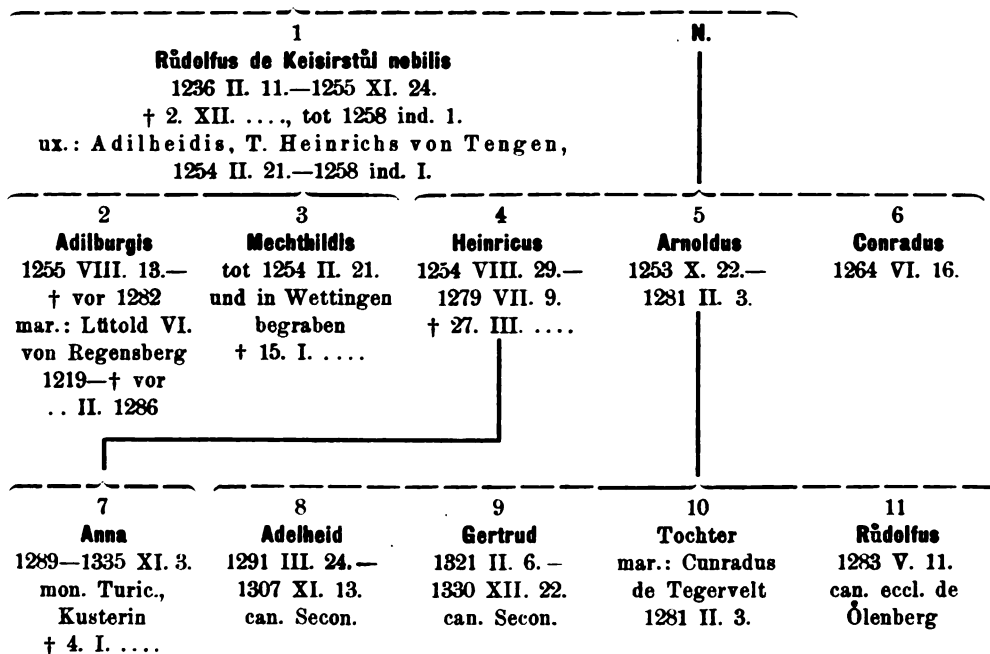 1
N.
Růdolfus de Keisirstůl nobilis
1236 II. 11.—1255 XI. 24.
† 2. XII. ...., tot 1258 ind. 1.
ux.: Adilheidis, T. Heinrichs von Tengen,
1254 II. 21.—1258 ind. I.
2
Adilburgis
1255 VIII. 13.—
† vor 1282
mar.: Lütold VI.
von Regensberg
1219—† vor
.. II. 1286
3
Mechthildis
tot 1254 II. 21.
und in Wettingen
begraben
† 15. I. .....
4
Heinricus
1254 VIII. 29.—
1279 VII. 9.
† 27. III. ....
5
Arnoldus
1253 X. 22.—
1281 II. 3.
6
Conradus
1264 VI. 16.
7
Anna
1289—1335 XI. 3.
mon. Turic.,
Kusterin
† 4. I. ....
8
Adelheid
1291 III. 24.—
1307 XI. 13.
can. Secon.
9
Gertrud
1321 II. 6.–
1330 XII. 22.
can. Secon.
10
Tochter
mar.: Cunradus
de Tegervelt
1281 II. 3.
11
Růdolfus
1283 V. 11.
can. eccl. de
Ölenberg